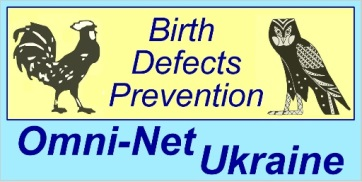 Birth
Defects
Prevention
Omni-Net
Ukraine